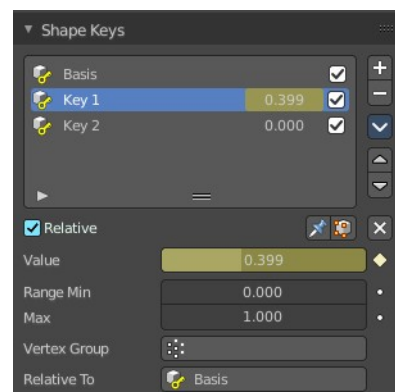 Shape Keys
Basis
Key 1 0.399
Key 2 0.000
Relative
Value 0.399
Range Min 0.000
Max 1.000
Vertex Group
Relative To Basis